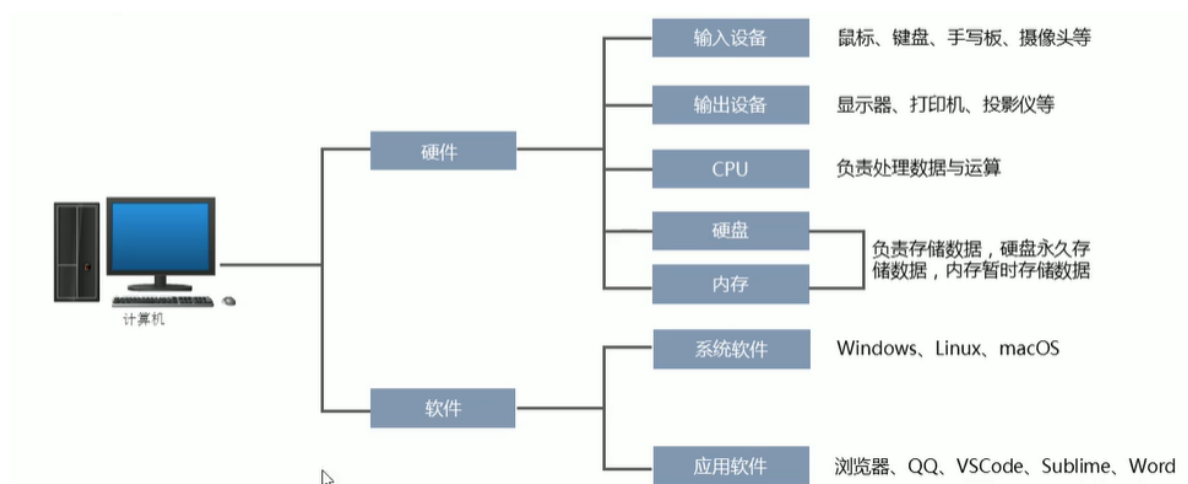 输入设备
鼠标、键盘、手写板、摄像头等
输出设备
显示器、打印机、投影仪等
硬件
CPU
负责处理数据与运算
硬盘
负责存储数据，硬盘永久存
储数据，内存暂时存储数据
内存
计算机
系统软件
Windows、Linux、macOS
软件
应用软件
浏览器、QQ、VSCode、Sublime、Word